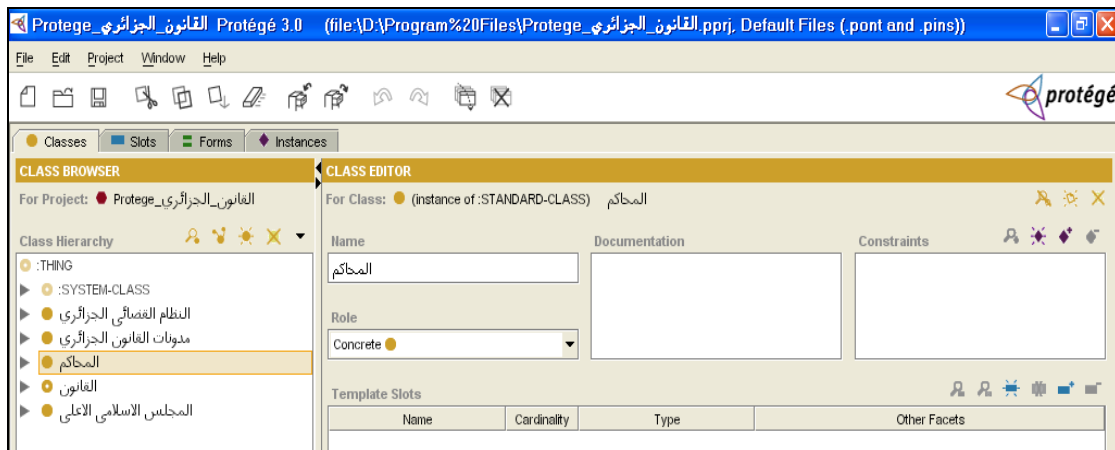 Protege_القانون_الجزائري Protégé 3.0 (file:\D:\Program%20Files\Protege_القانون_الجزائري.pprj, Default Files (.pont and .pins))
File Edit Project Window Help
protégé
Classes Slots Forms Instances
CLASS BROWSER
For Project: Protege_القانون_الجزائري
Class Hierarchy
:THING
:SYSTEM-CLASS
النظام القضائي الجزائري
مدونات القانون الجزائري
المحاكم
القانون
المجلس الاسلامي الاعلى
CLASS EDITOR
For Class: (instance of :STANDARD-CLASS) المحاكم
Name
المحاكم
Documentation
Constraints
Role
Concrete
Template Slots
Name Cardinality Type Other Facets